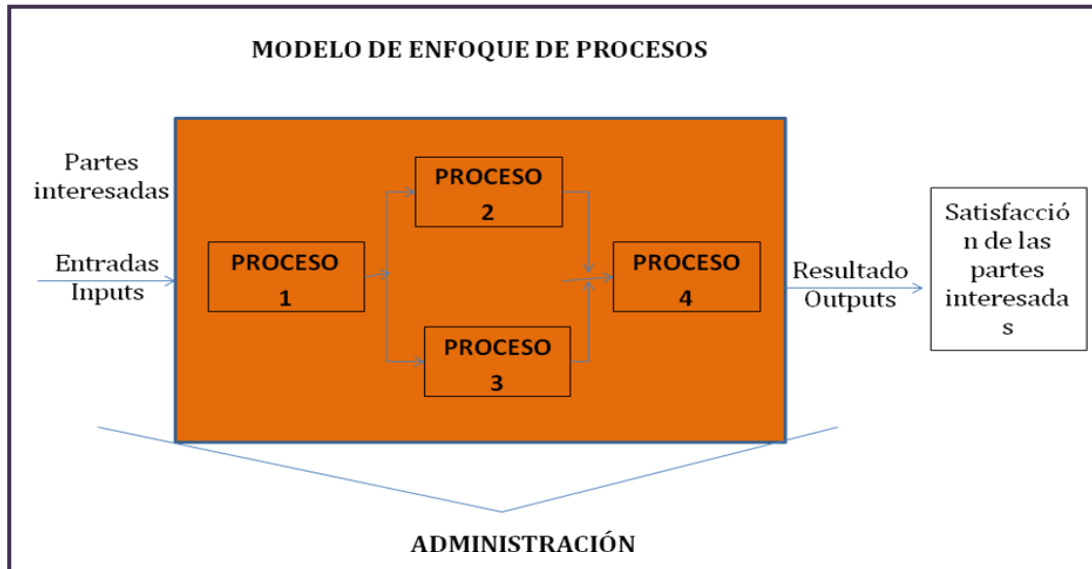 MODELO DE ENFOQUE DE PROCESOS
Partes
interesadas
Entradas
Inputs
PROCESO
1
PROCESO
2
PROCESO
3
PROCESO
4
Resultado
Outputs
Satisfacció
n de las
partes
interesada
s
ADMINISTRACIÓN